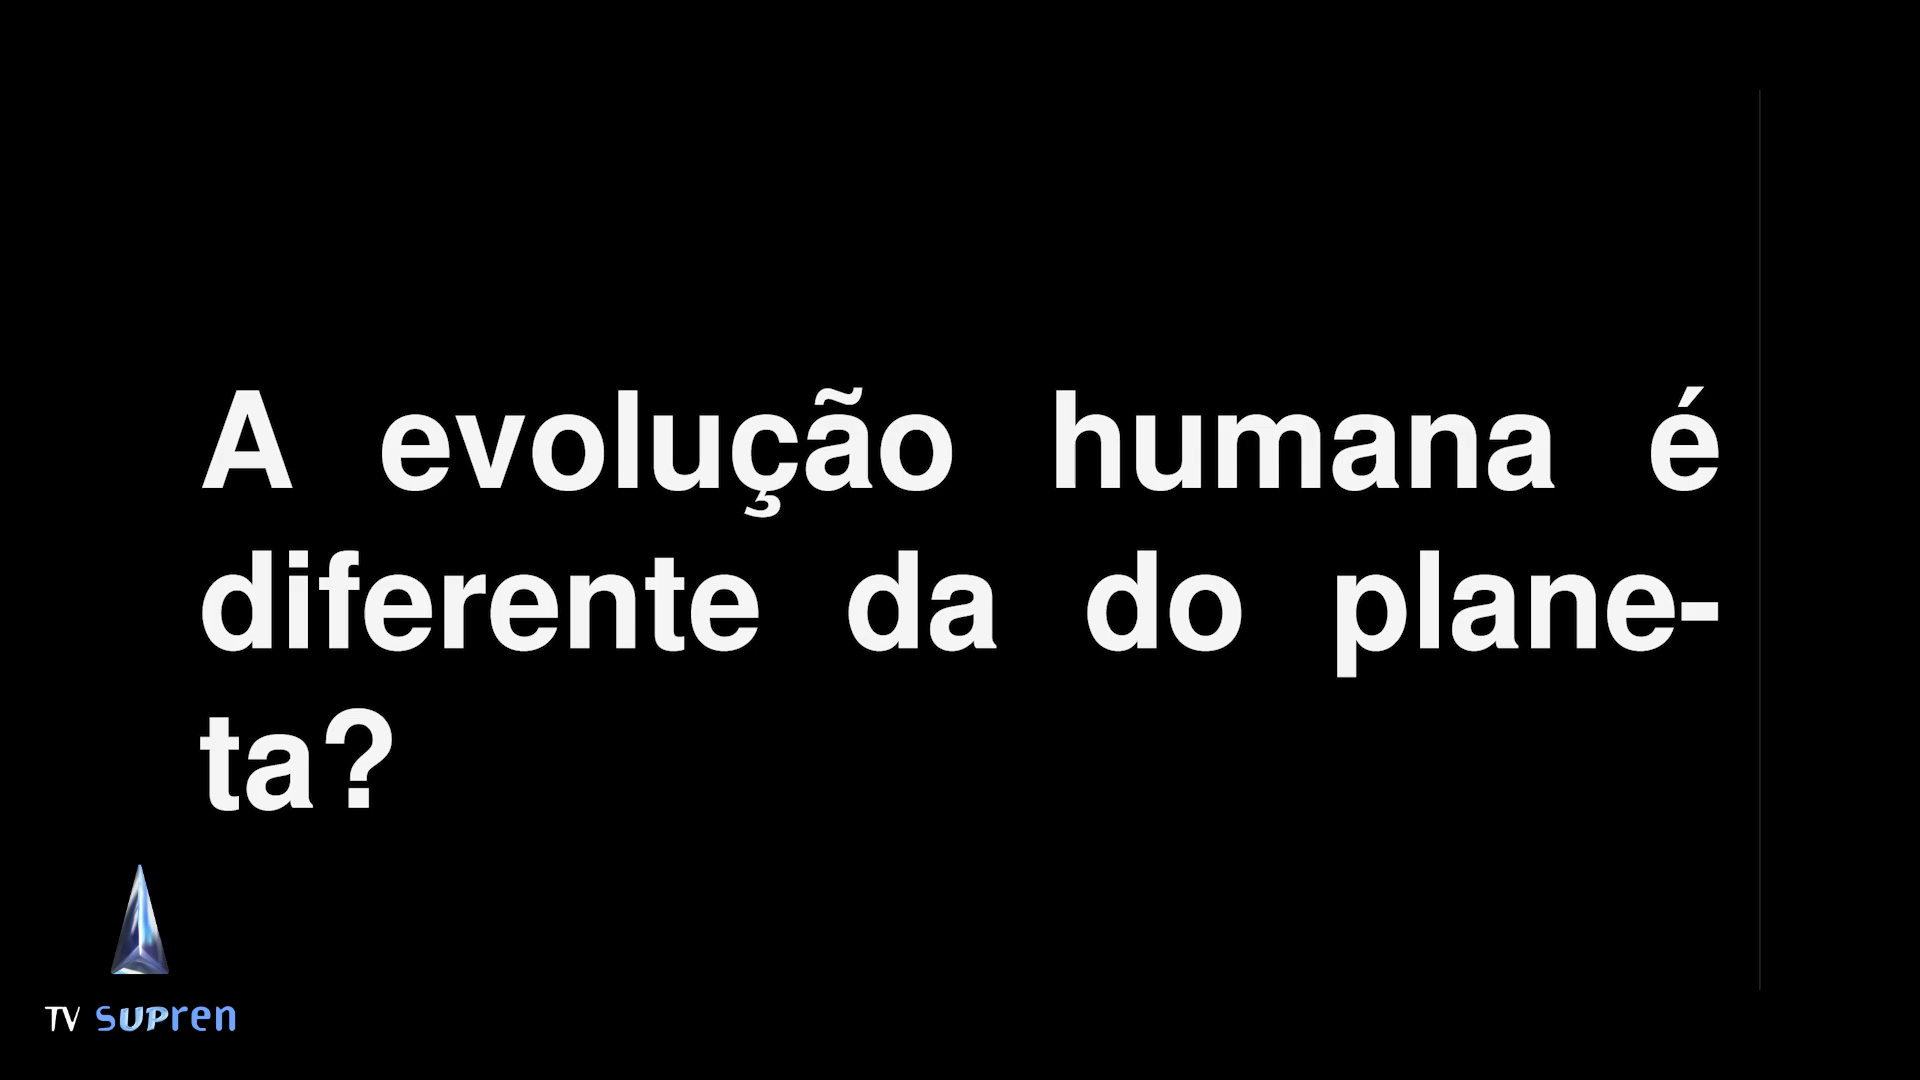 A evolução humana é
diferente da do plane-
ta?
TV supren